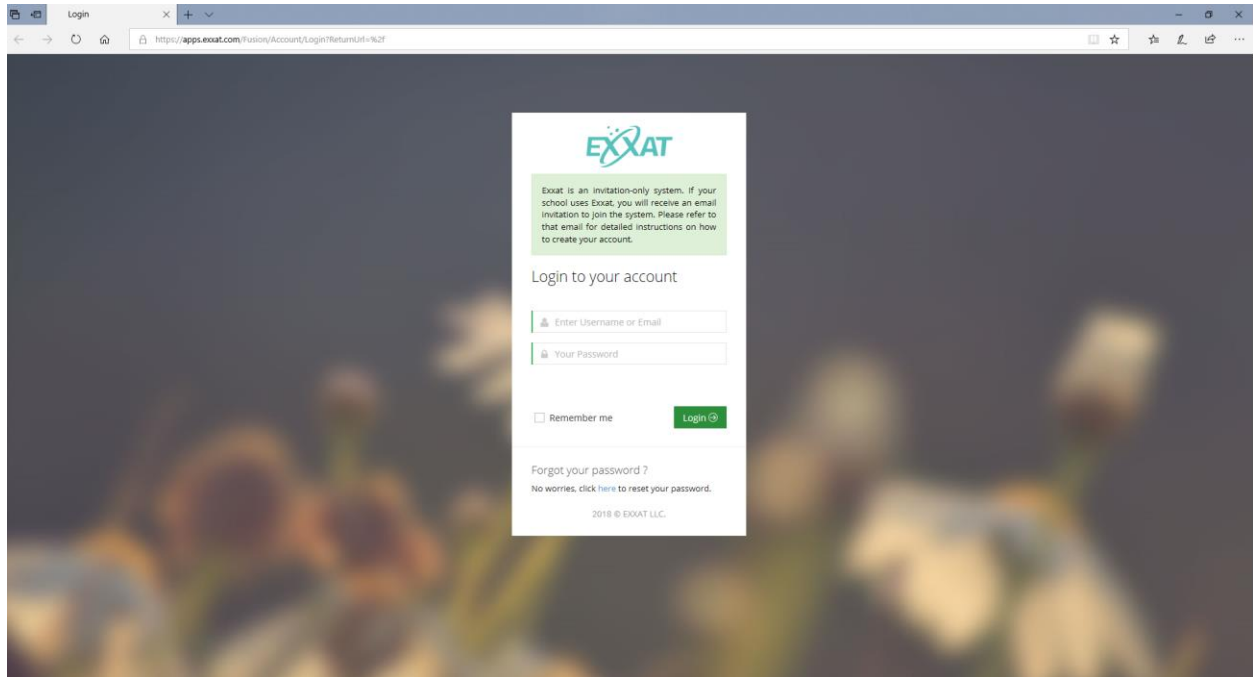 Login
https://apps.exxat.com/Fusion/Account/Login?ReturnUrl=%2f
EXXAT
Exxat is an invitation-only system. If your
school uses Exxat, you will receive an email
invitation to join the system. Please refer to
that email for detailed instructions on how
to create your account.
Login to your account
Enter Username or Email
Your Password
Remember me
Login
Forgot your password ?
No worries, click here to reset your password.
2018 © EXXAT LLC.